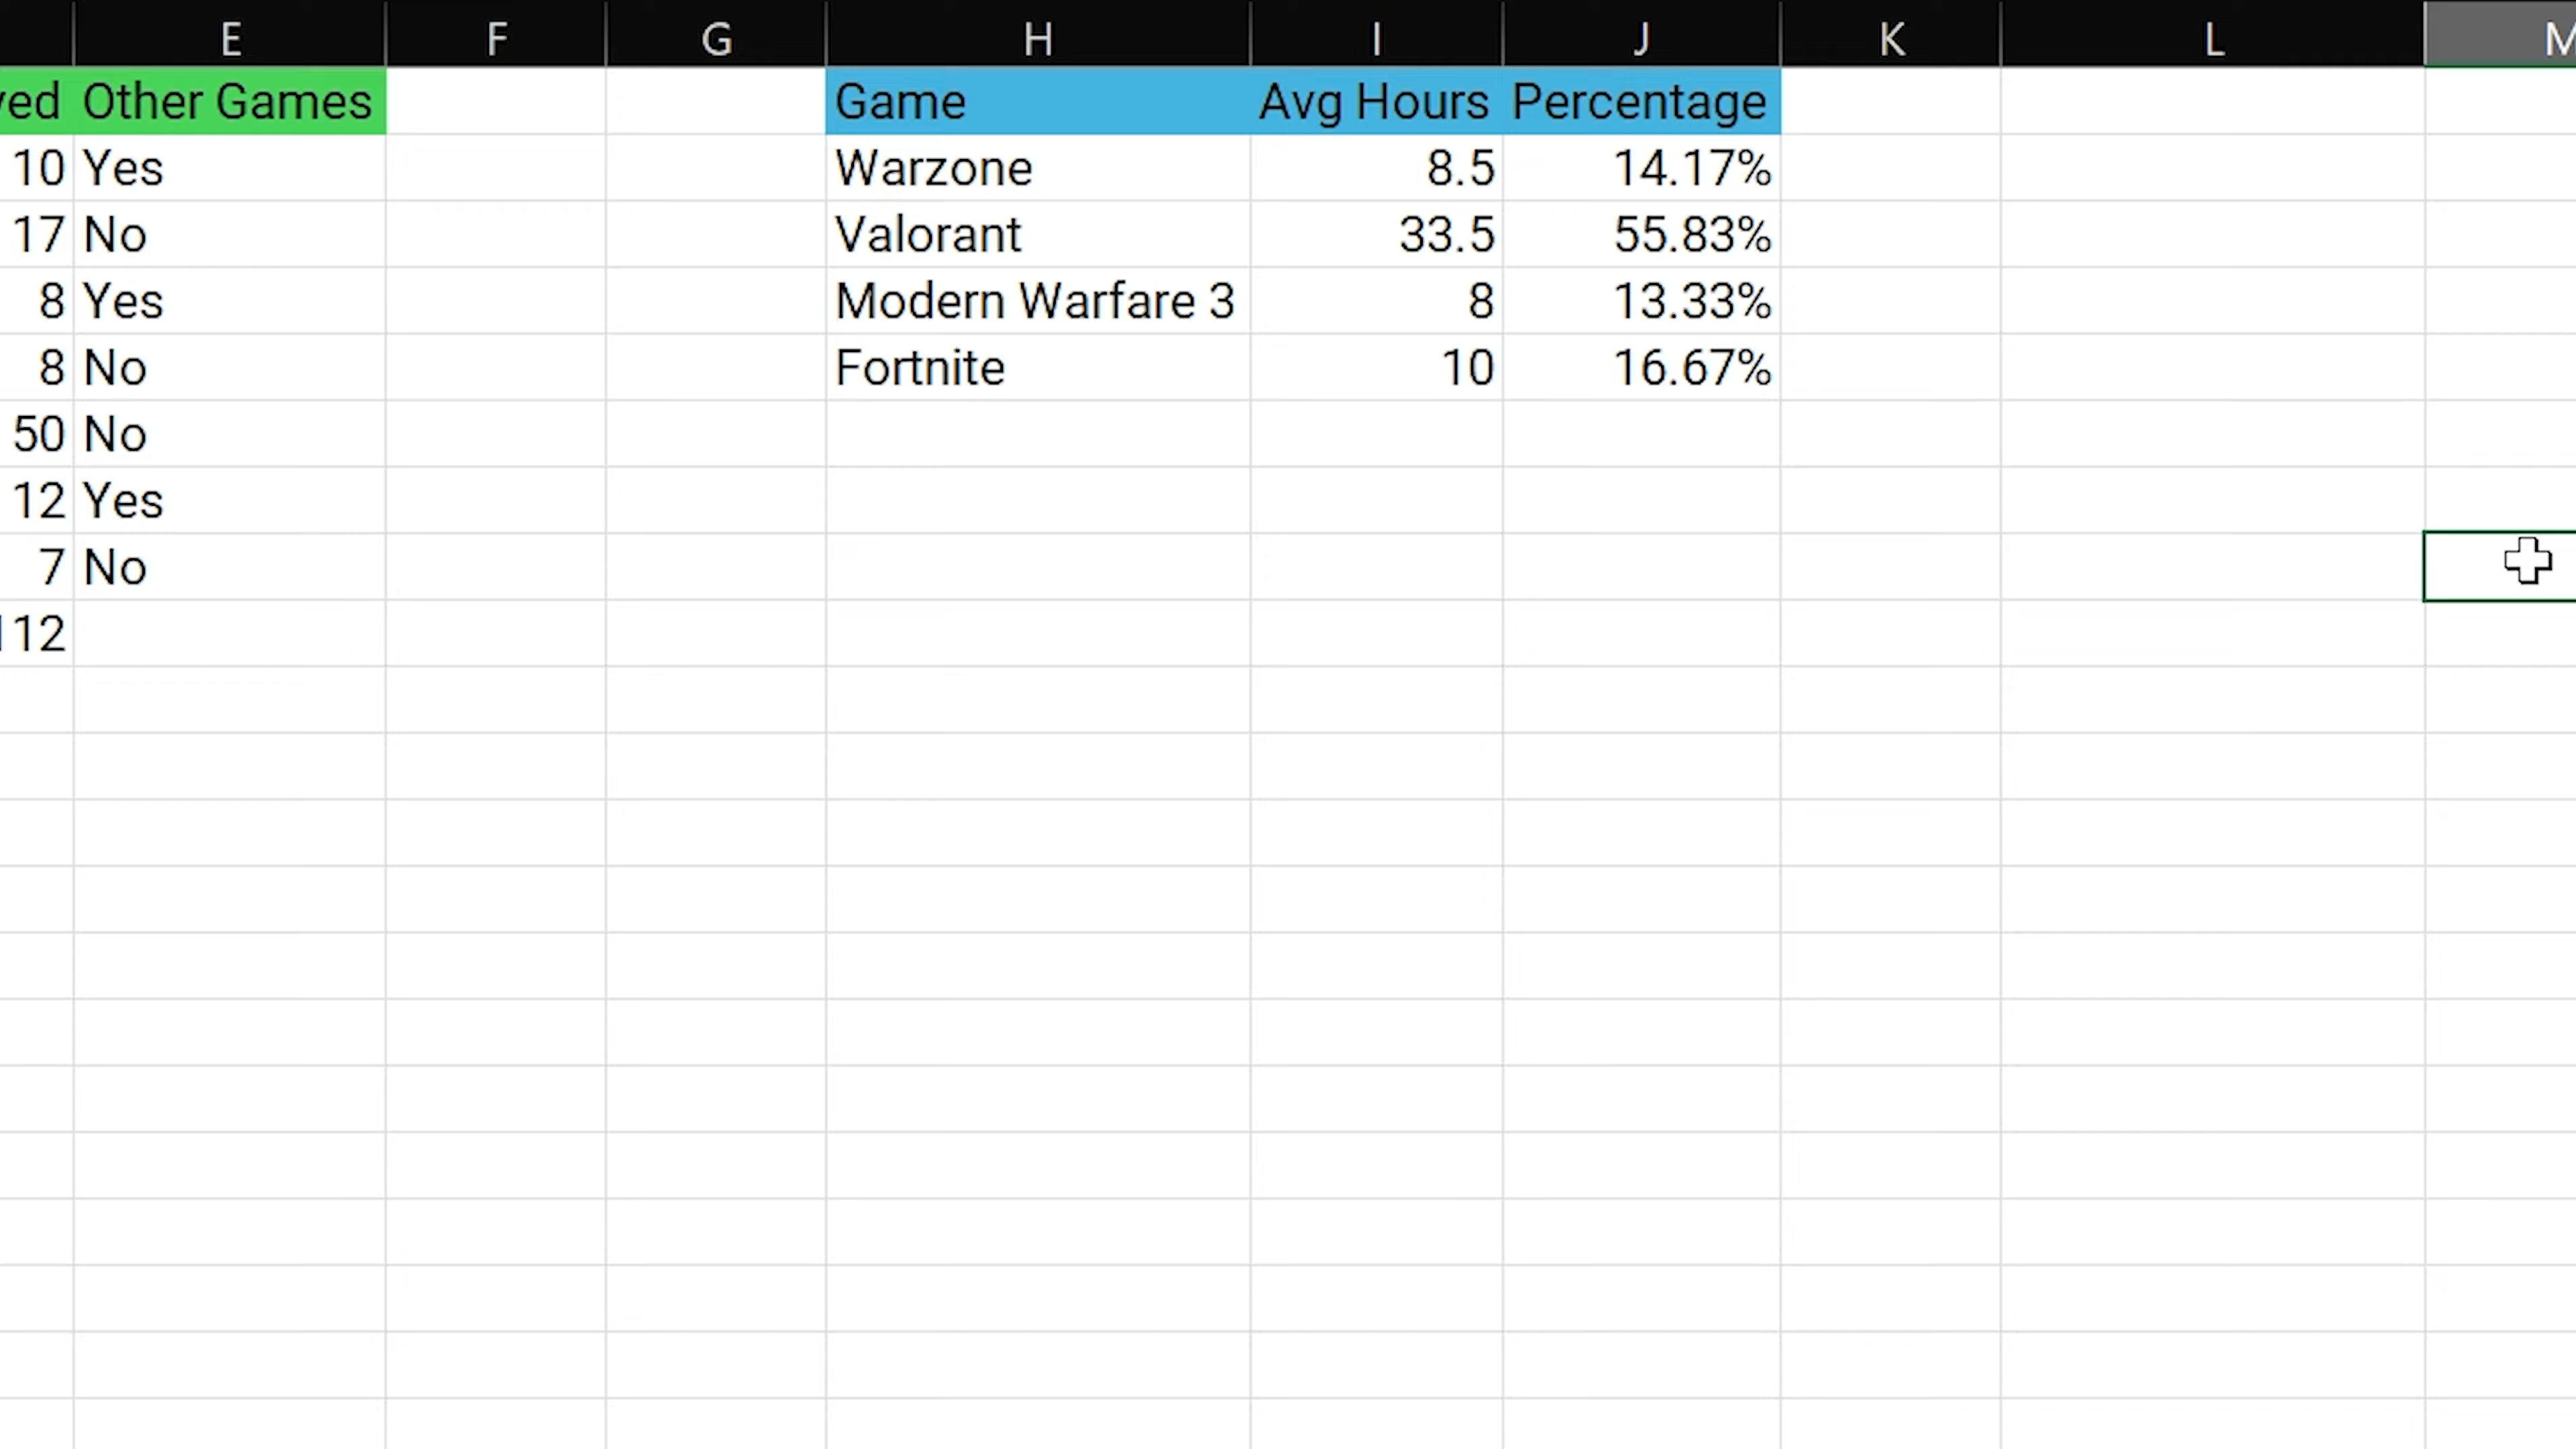 E F G H I J K L M
ved Other Games Game Avg Hours Percentage
10 Yes Warzone 8.5 14.17%
17 No Valorant 33.5 55.83%
8 Yes Modern Warfare 3 8 13.33%
8 No Fortnite 10 16.67%
50 No
12 Yes
7 No
112